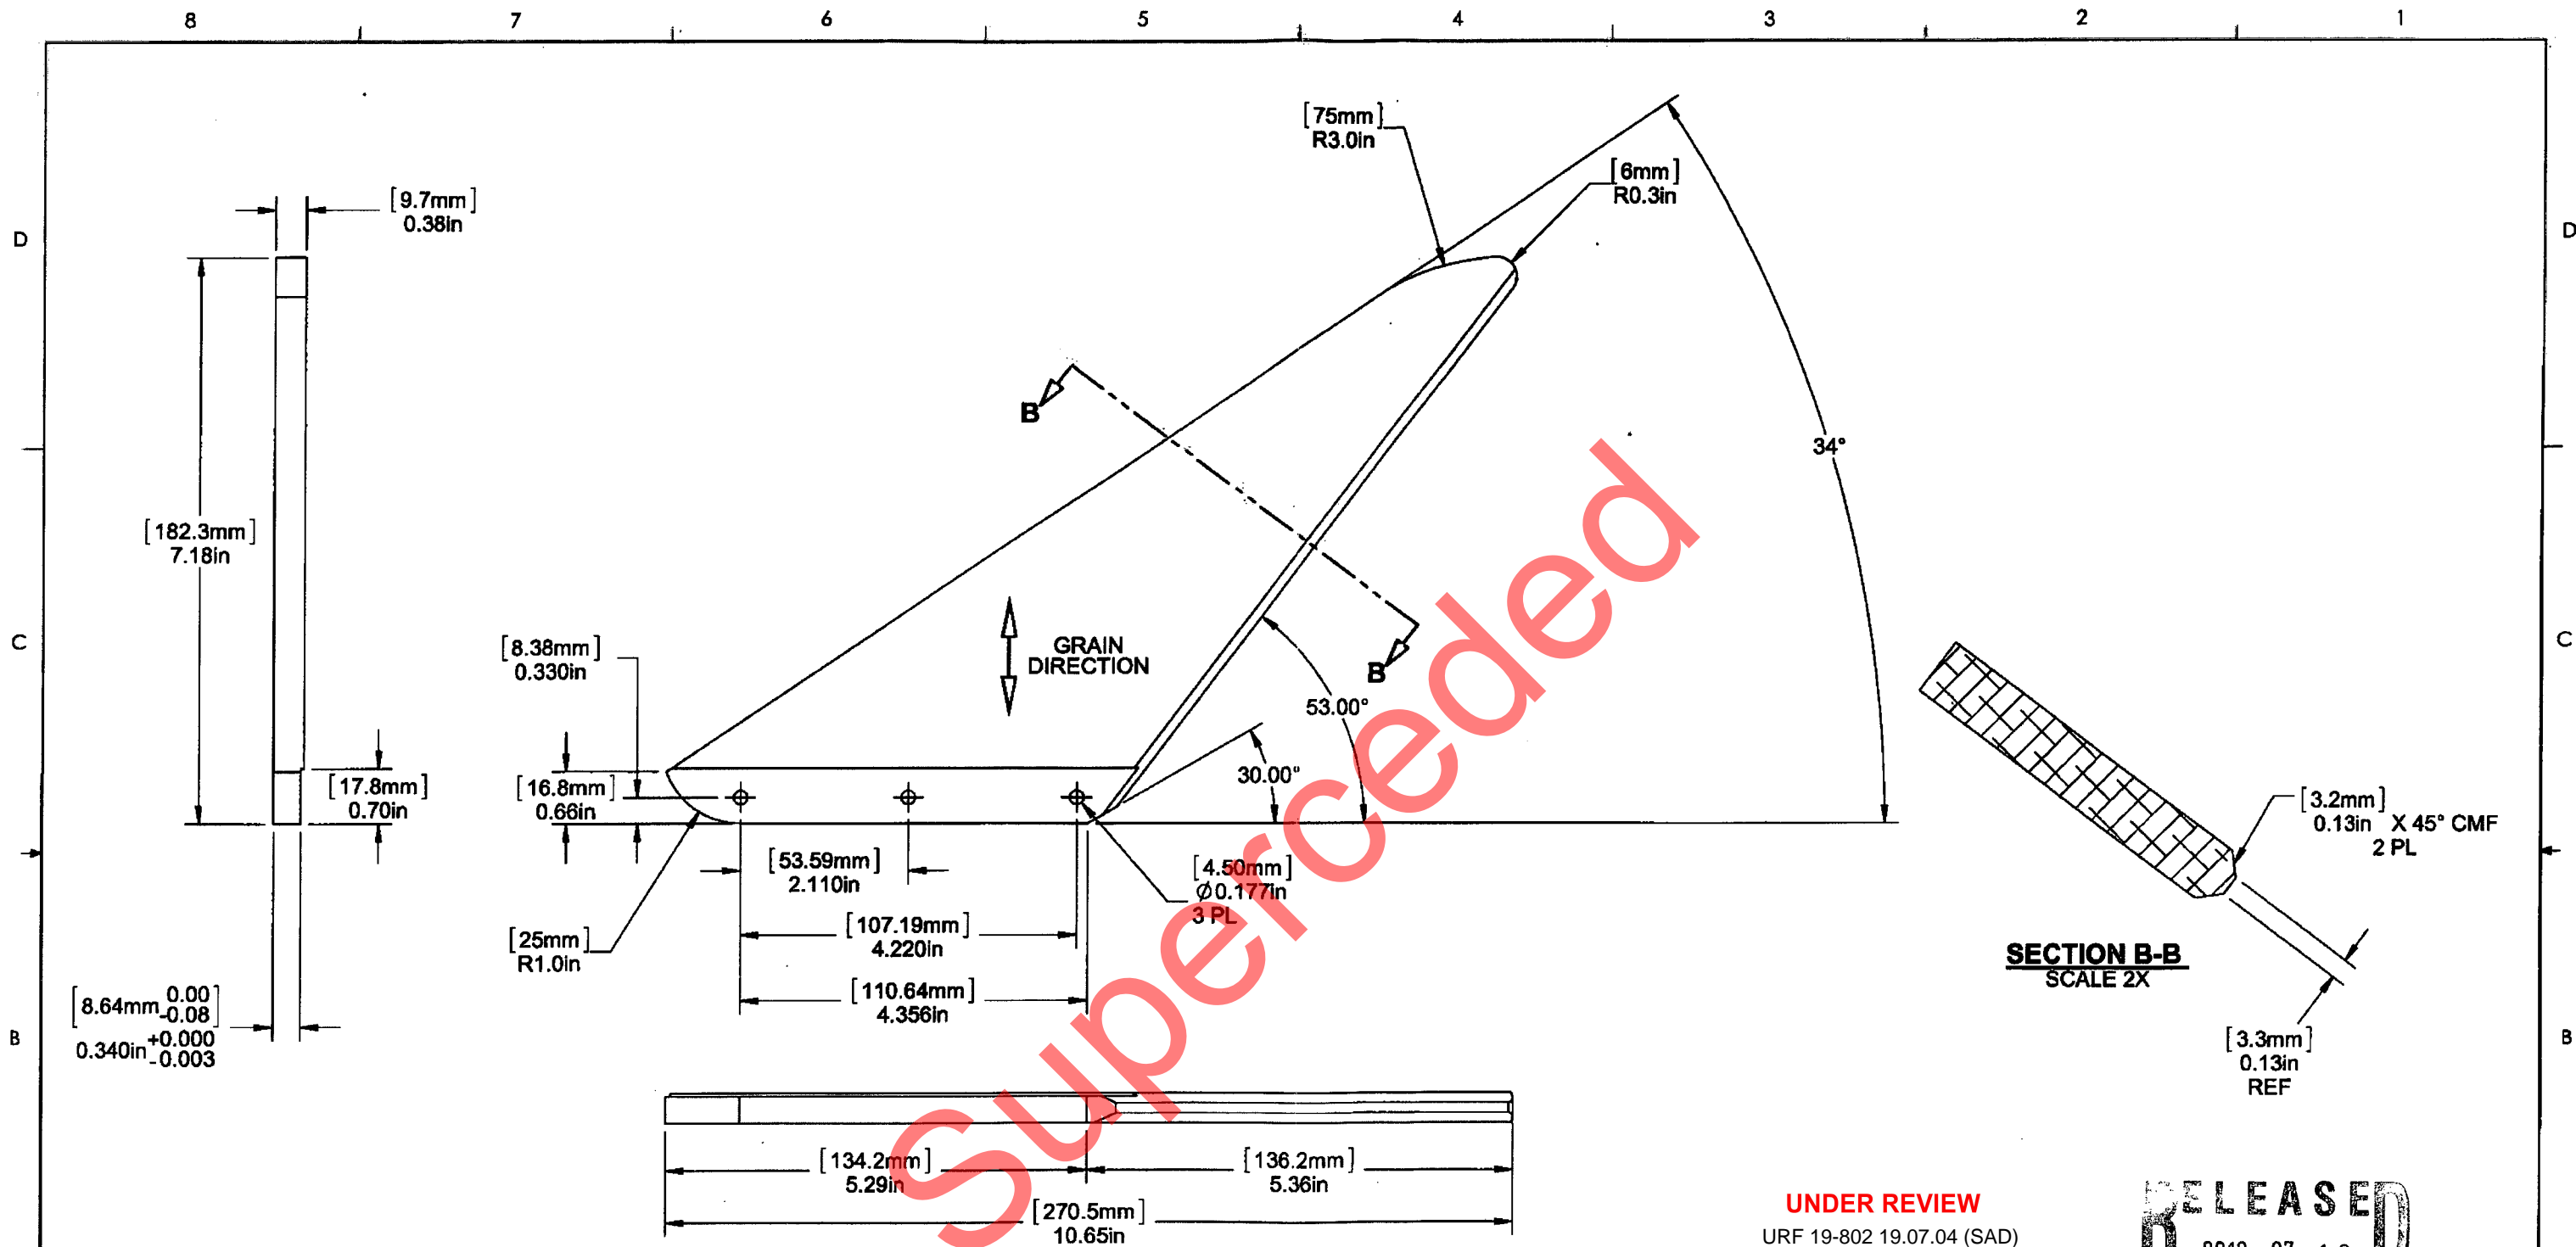 8 7 6 5 4 3 2 1
D
D
C
C
B
B
[75mm]
R3.0in
[6mm]
R0.3in
[9.7mm]
0.38in
34°
B
B
[182.3mm]
7.18in
[8.38mm]
0.330in
GRAIN
DIRECTION
53.00°
30.00°
[17.8mm]
0.70in
[16.8mm]
0.66in
[53.59mm]
2.110in
[4.50mm]
Ø0.177in
3 PL
[107.19mm]
4.220in
[25mm]
R1.0in
[110.64mm]
4.356in
[8.64mm 0.00
-0.08]
0.340in +0.000
-0.003
[3.2mm]
0.13in X 45° CMF
2 PL
SECTION B-B
SCALE 2X
[3.3mm]
0.13in
REF
[134.2mm]
5.29in
[136.2mm]
5.36in
[270.5mm]
10.65in
Superceded
UNDER REVIEW
URF 19-802 19.07.04 (SAD)
RELEASED